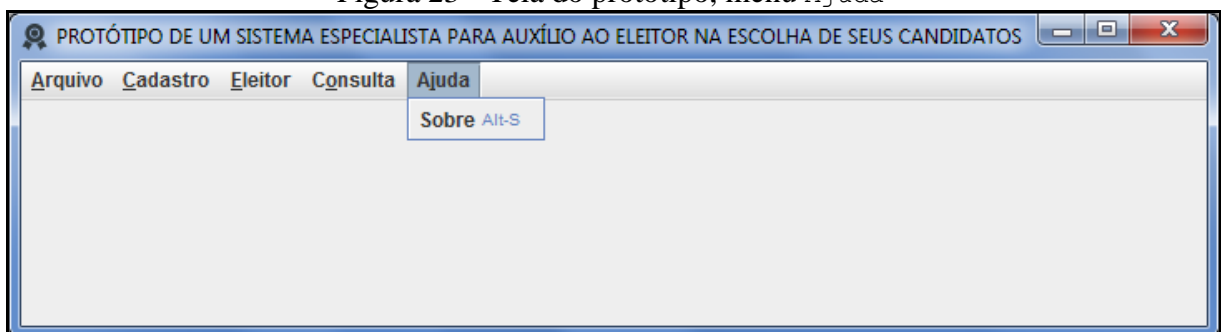 Figura 23 - Tela do protótipo, menu Ajuda
PROTÓTIPO DE UM SISTEMA ESPECIALISTA PARA AUXÍLIO AO ELEITOR NA ESCOLHA DE SEUS CANDIDATOS
Arquivo Cadastro Eleitor Consulta Ajuda
Sobre Alt-S